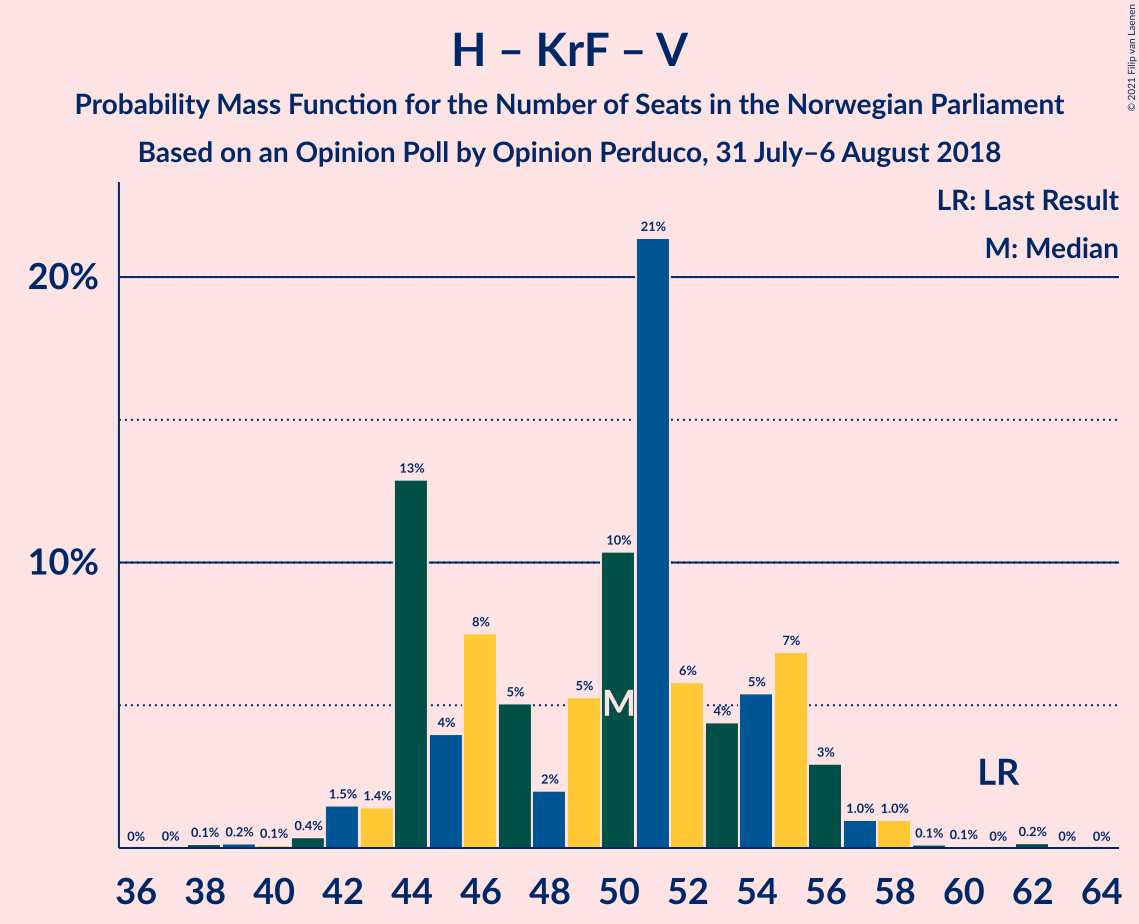 H – KrF – V
Probability Mass Function for the Number of Seats in the Norwegian Parliament
Based on an Opinion Poll by Opinion Perduco, 31 July–6 August 2018
© 2021 Filip van Laenen
LR: Last Result
M: Median
20%
10%
0% 0% 0.1% 0.2% 0.1% 0.4% 1.5% 1.4% 13% 4% 8% 5% 2% 5% 10% 21% 6% 4% 5% 7% 3% 1.0% 1.0% 0.1% 0.1% 0% 0.2% 0% 0%
M
LR
36 38 40 42 44 46 48 50 52 54 56 58 60 62 64